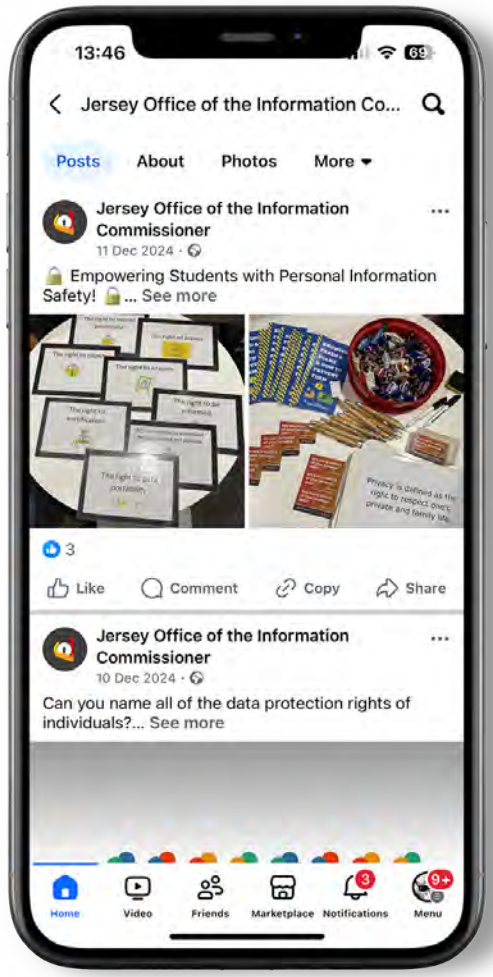 13:46
69
Jersey Office of the Information Co...
Posts About Photos More
Jersey Office of the Information
Commissioner
11 Dec 2024 ·
Empowering Students with Personal Information
Safety! ... See more
The right to object
The right to access
The right to erasure
The right to be
informed
The right to
rectification
The right to data
portability
Privacy is defined as the
right to respect one's
private and family life.
3
Like Comment Copy Share
Jersey Office of the Information
Commissioner
10 Dec 2024 ·
Can you name all of the data protection rights of
individuals?... See more
Home Video Friends Marketplace Notifications Menu
3
9+